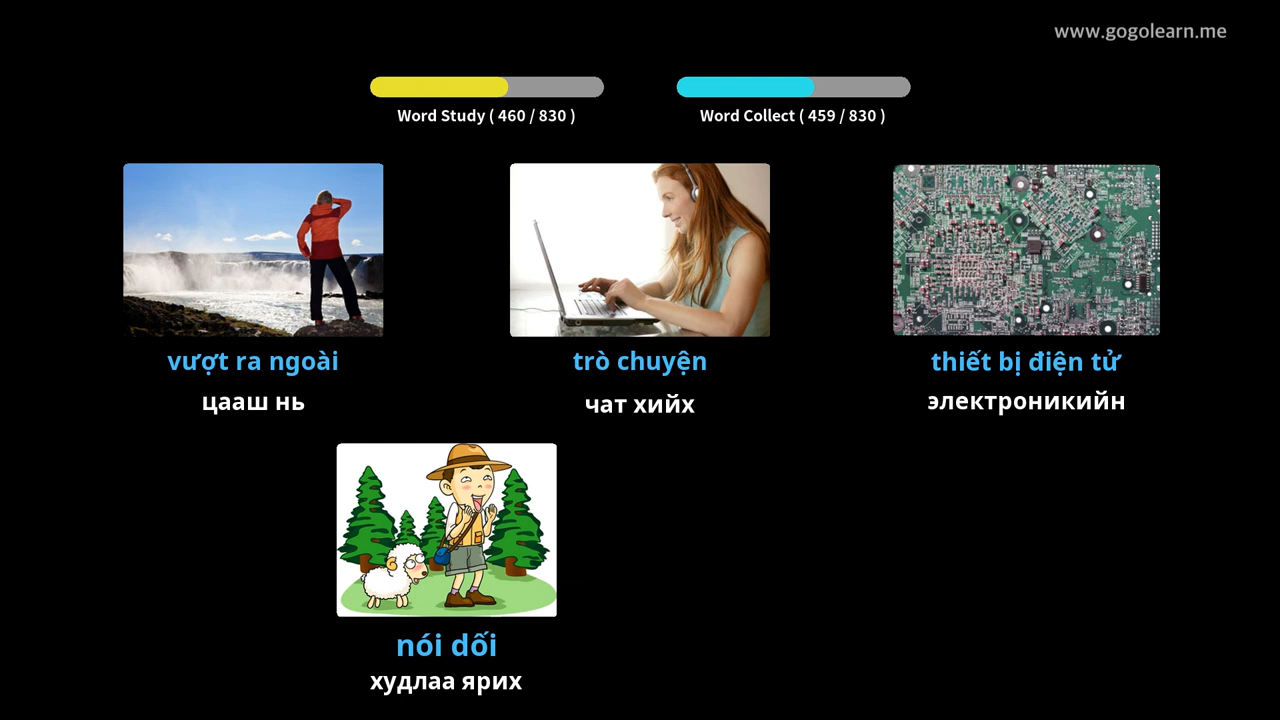 www.gogolearn.me
Word Study ( 460 / 830 )
Word Collect ( 459 / 830 )
vượt ra ngoài
цааш нь
trò chuyện
чат хийх
thiết bị điện tử
электроникийн
nói dối
худлаа ярих